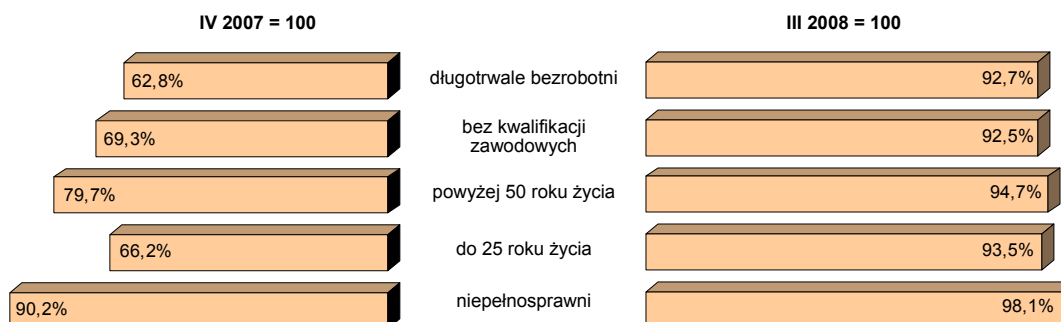 IV 2007 = 100
III 2008 = 100
62,8%
długotrwale bezrobotni
92,7%
69,3%
bez kwalifikacji
zawodowych
92,5%
79,7%
powyżej 50 roku życia
94,7%
66,2%
do 25 roku życia
93,5%
90,2%
niepełnosprawni
98,1%